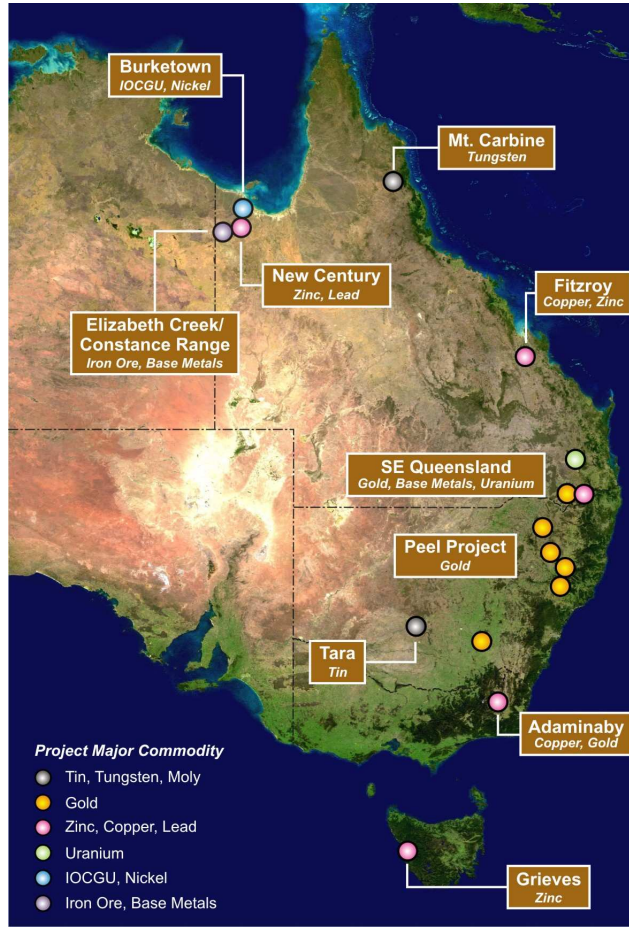 Burketown
IOCGU, Nickel
Mt. Carbine
Tungsten
New Century
Zinc, Lead
Fitzroy
Copper, Zinc
Elizabeth Creek/
Constance Range
Iron Ore, Base Metals
SE Queensland
Gold, Base Metals, Uranium
Peel Project
Gold
Tara
Tin
Adaminaby
Copper, Gold
Project Major Commodity
Tin, Tungsten, Moly
Gold
Zinc, Copper, Lead
Uranium
IOCGU, Nickel
Iron Ore, Base Metals
Grieves
Zinc